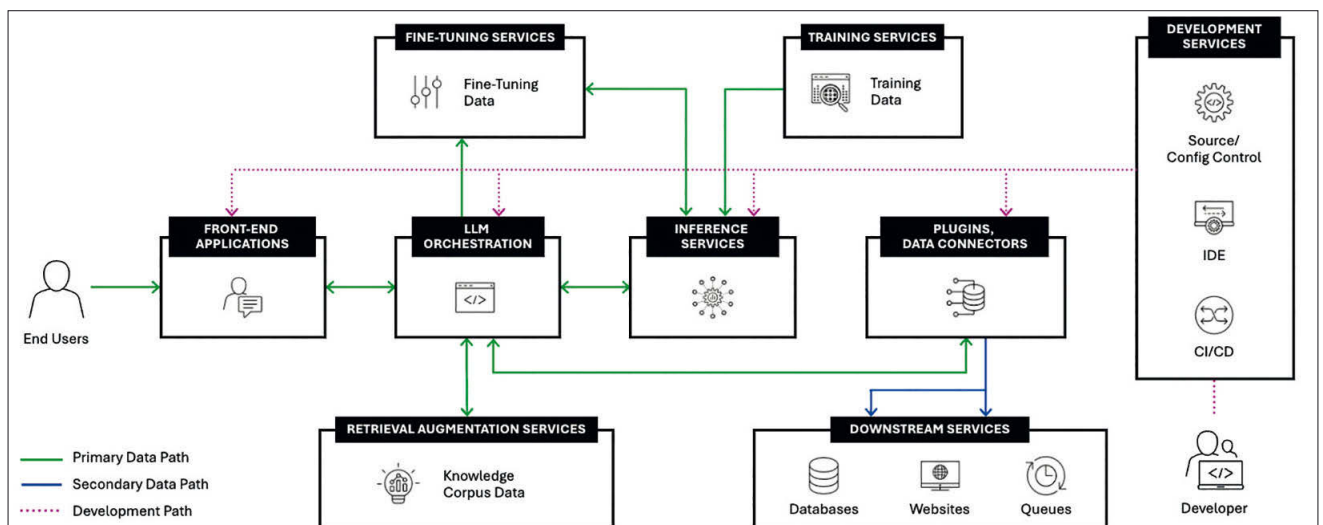 FINE-TUNING SERVICES
Fine-Tuning
Data
TRAINING SERVICES
Training
Data
DEVELOPMENT
SERVICES
Source/
Config Control
IDE
CI/CD
FRONT-END
APPLICATIONS
LLM
ORCHESTRATION
INFERENCE
SERVICES
PLUGINS,
DATA CONNECTORS
End Users
RETRIEVAL AUGMENTATION SERVICES
Knowledge
Corpus Data
DOWNSTREAM SERVICES
Databases
Websites
Queues
Developer
Primary Data Path
Secondary Data Path
Development Path